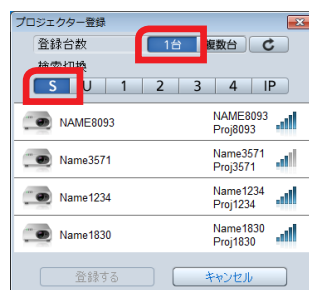 プロジェクター登録
登録台数 1台 複数台
検索切換
S U 1 2 3 4 IP
NAME8093 NAME8093
Proj8093
Name3571 Name3571
Proj3571
Name1234 Name1234
Proj1234
Name1830 Name1830
Proj1830
登録する キャンセル